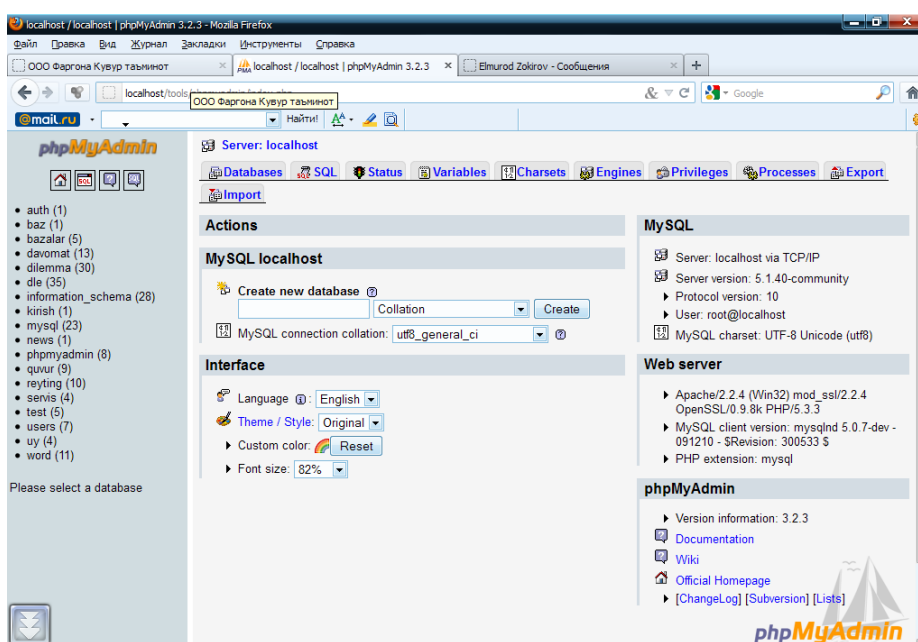 localhost / localhost | phpMyAdmin 3.2.3 - Mozilla Firefox
Файл Правка Вид Журнал Закладки Инструменты Справка
ООО Фаргона Кувур таъминот
localhost / localhost | phpMyAdmin 3.2.3
Elmurod Zokirov - Сообщения
localhost/tools
Google
ООО Фаргона Кувур таъминот
@mail.ru
Найти!
phpMyAdmin
Server: localhost
Databases SQL Status Variables Charsets Engines Privileges Processes Export
Import
auth (1)
baz (1)
bazalar (5)
davomat (13)
dilemma (30)
dle (35)
information_schema (28)
kirish (1)
mysql (23)
news (1)
phpmyadmin (8)
quvur (9)
reyting (10)
servis (4)
test (5)
users (7)
uy (4)
word (11)
Please select a database
Actions
MySQL localhost
Create new database
Collation Create
MySQL connection collation: utf8_general_ci
Interface
Language : English
Theme / Style: Original
Custom color: Reset
Font size: 82%
MySQL
Server: localhost via TCP/IP
Server version: 5.1.40-community
Protocol version: 10
User: root@localhost
MySQL charset: UTF-8 Unicode (utf8)
Web server
Apache/2.2.4 (Win32) mod_ssl/2.2.4
OpenSSL/0.9.8k PHP/5.3.3
MySQL client version: mysqlnd 5.0.7-dev -
091210 - $Revision: 300533 $
PHP extension: mysql
phpMyAdmin
Version information: 3.2.3
Documentation
Wiki
Official Homepage
[ChangeLog] [Subversion] [Lists]
phpMyAdmin